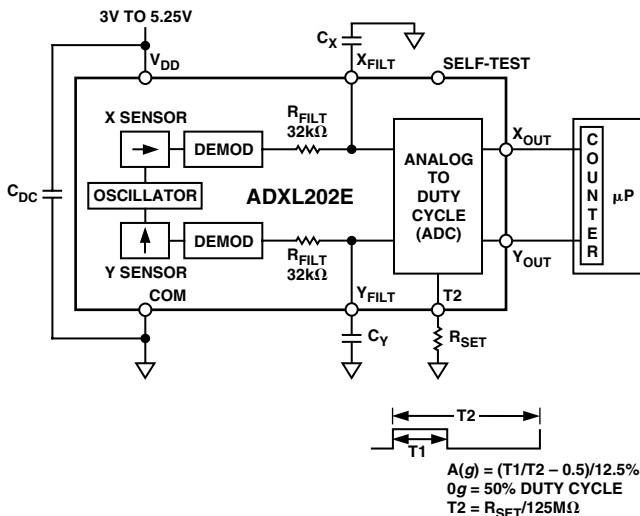 3V TO 5.25V
V_DD
C_X
X_FILT
SELF-TEST
X SENSOR
DEMOD
R_FILT
32kΩ
OSCILLATOR
ADXL202E
ANALOG
TO
DUTY
CYCLE
(ADC)
X_OUT
COUNTER
μP
C_DC
Y SENSOR
DEMOD
R_FILT
32kΩ
Y_OUT
COM
Y_FILT
T2
C_Y
R_SET
T2
T1
A(g) = (T1/T2 – 0.5)/12.5%
0g = 50% DUTY CYCLE
T2 = R_SET/125MΩ